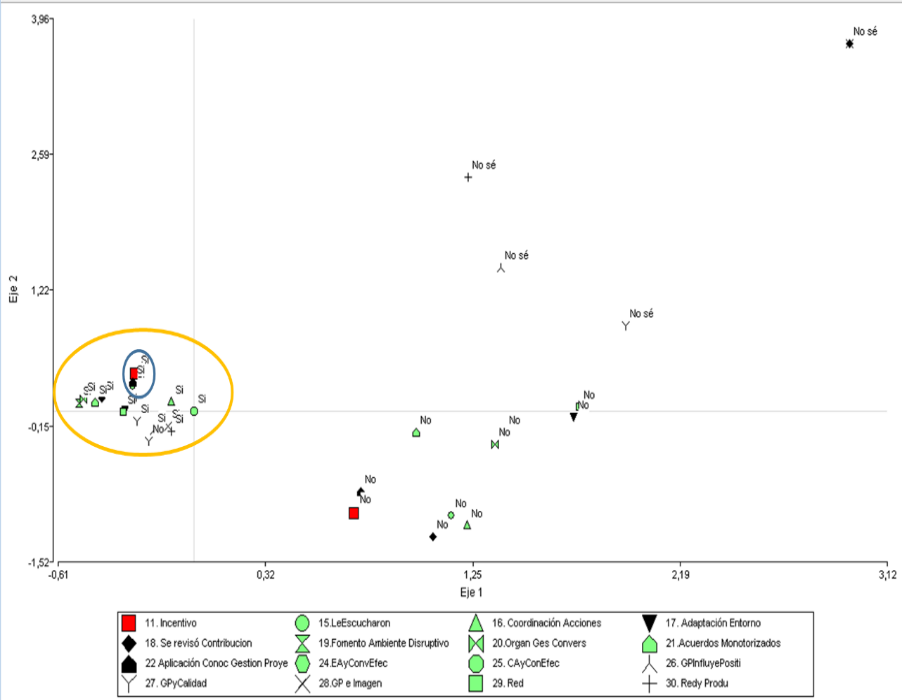 3,96
No sé
2,59
No sé
No sé
1,22
No sé
Eje 2
Si
Si
Si
Si
Si
Si
Si
Si
Si
Si
Si
Si
No
No
No
-0,15
No
No
No
No
No
No
No
No
-1,52
-0,61
0,32
1,25
2,19
3,12
Eje 1
11. Incentivo
15.LeEscucharon
16. Coordinación Acciones
17. Adaptación Entorno
18. Se revisó Contribucion
19.Fomento Ambiente Disruptivo
20.Organ Ges Convers
21.Acuerdos Monotorizados
22 Aplicación Conoc Gestion Proye
24.EAyConvEfec
25. CAyConEfec
26. GPInfluyePositi
27. GPyCalidad
28.GP e Imagen
29. Red
30. Redy Produ